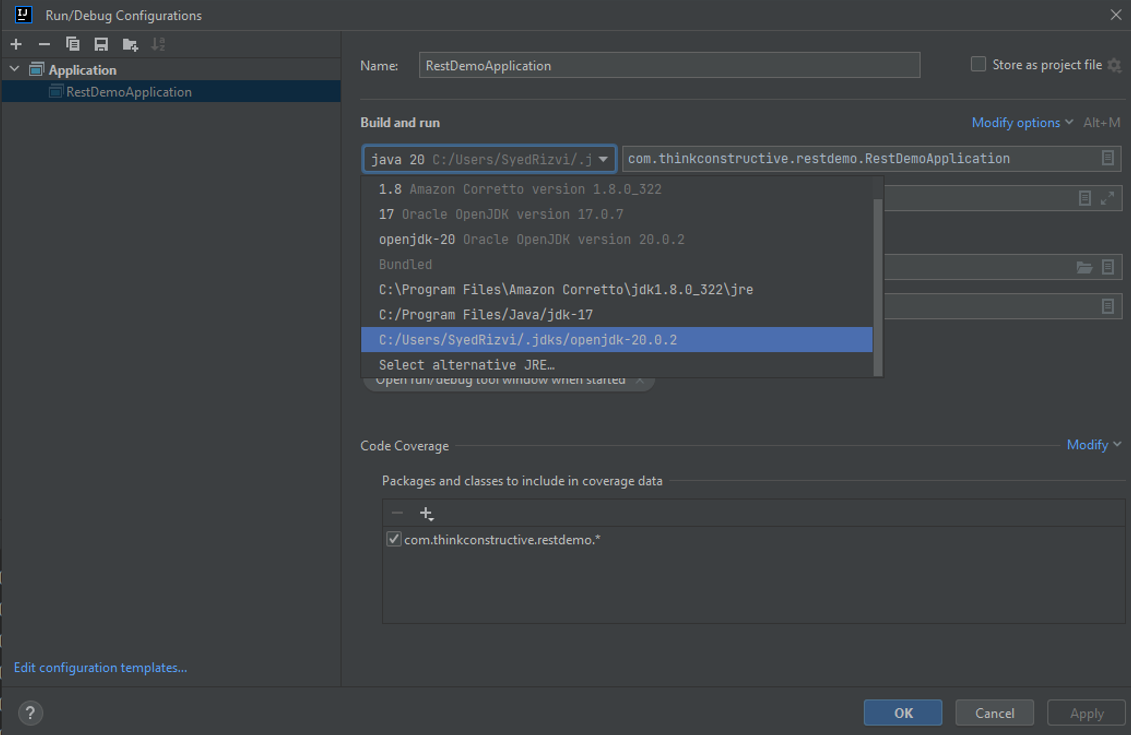 Run/Debug Configurations
Application
RestDemoApplication
Name: RestDemoApplication Store as project file
Build and run Modify options Alt+M
java 20 C:/Users/SyedRizvi/.j com.thinkconstructive.restdemo.RestDemoApplication
1.8 Amazon Corretto version 1.8.0_322
17 Oracle OpenJDK version 17.0.7
openjdk-20 Oracle OpenJDK version 20.0.2
Bundled
C:\Program Files\Amazon Corretto\jdk1.8.0_322\jre
C:/Program Files/Java/jdk-17
C:/Users/SyedRizvi/.jdks/openjdk-20.0.2
Select alternative JRE…
Open run/debug tool window when started
Code Coverage Modify
Packages and classes to include in coverage data
com.thinkconstructive.restdemo.*
Edit configuration templates...
? OK Cancel Apply